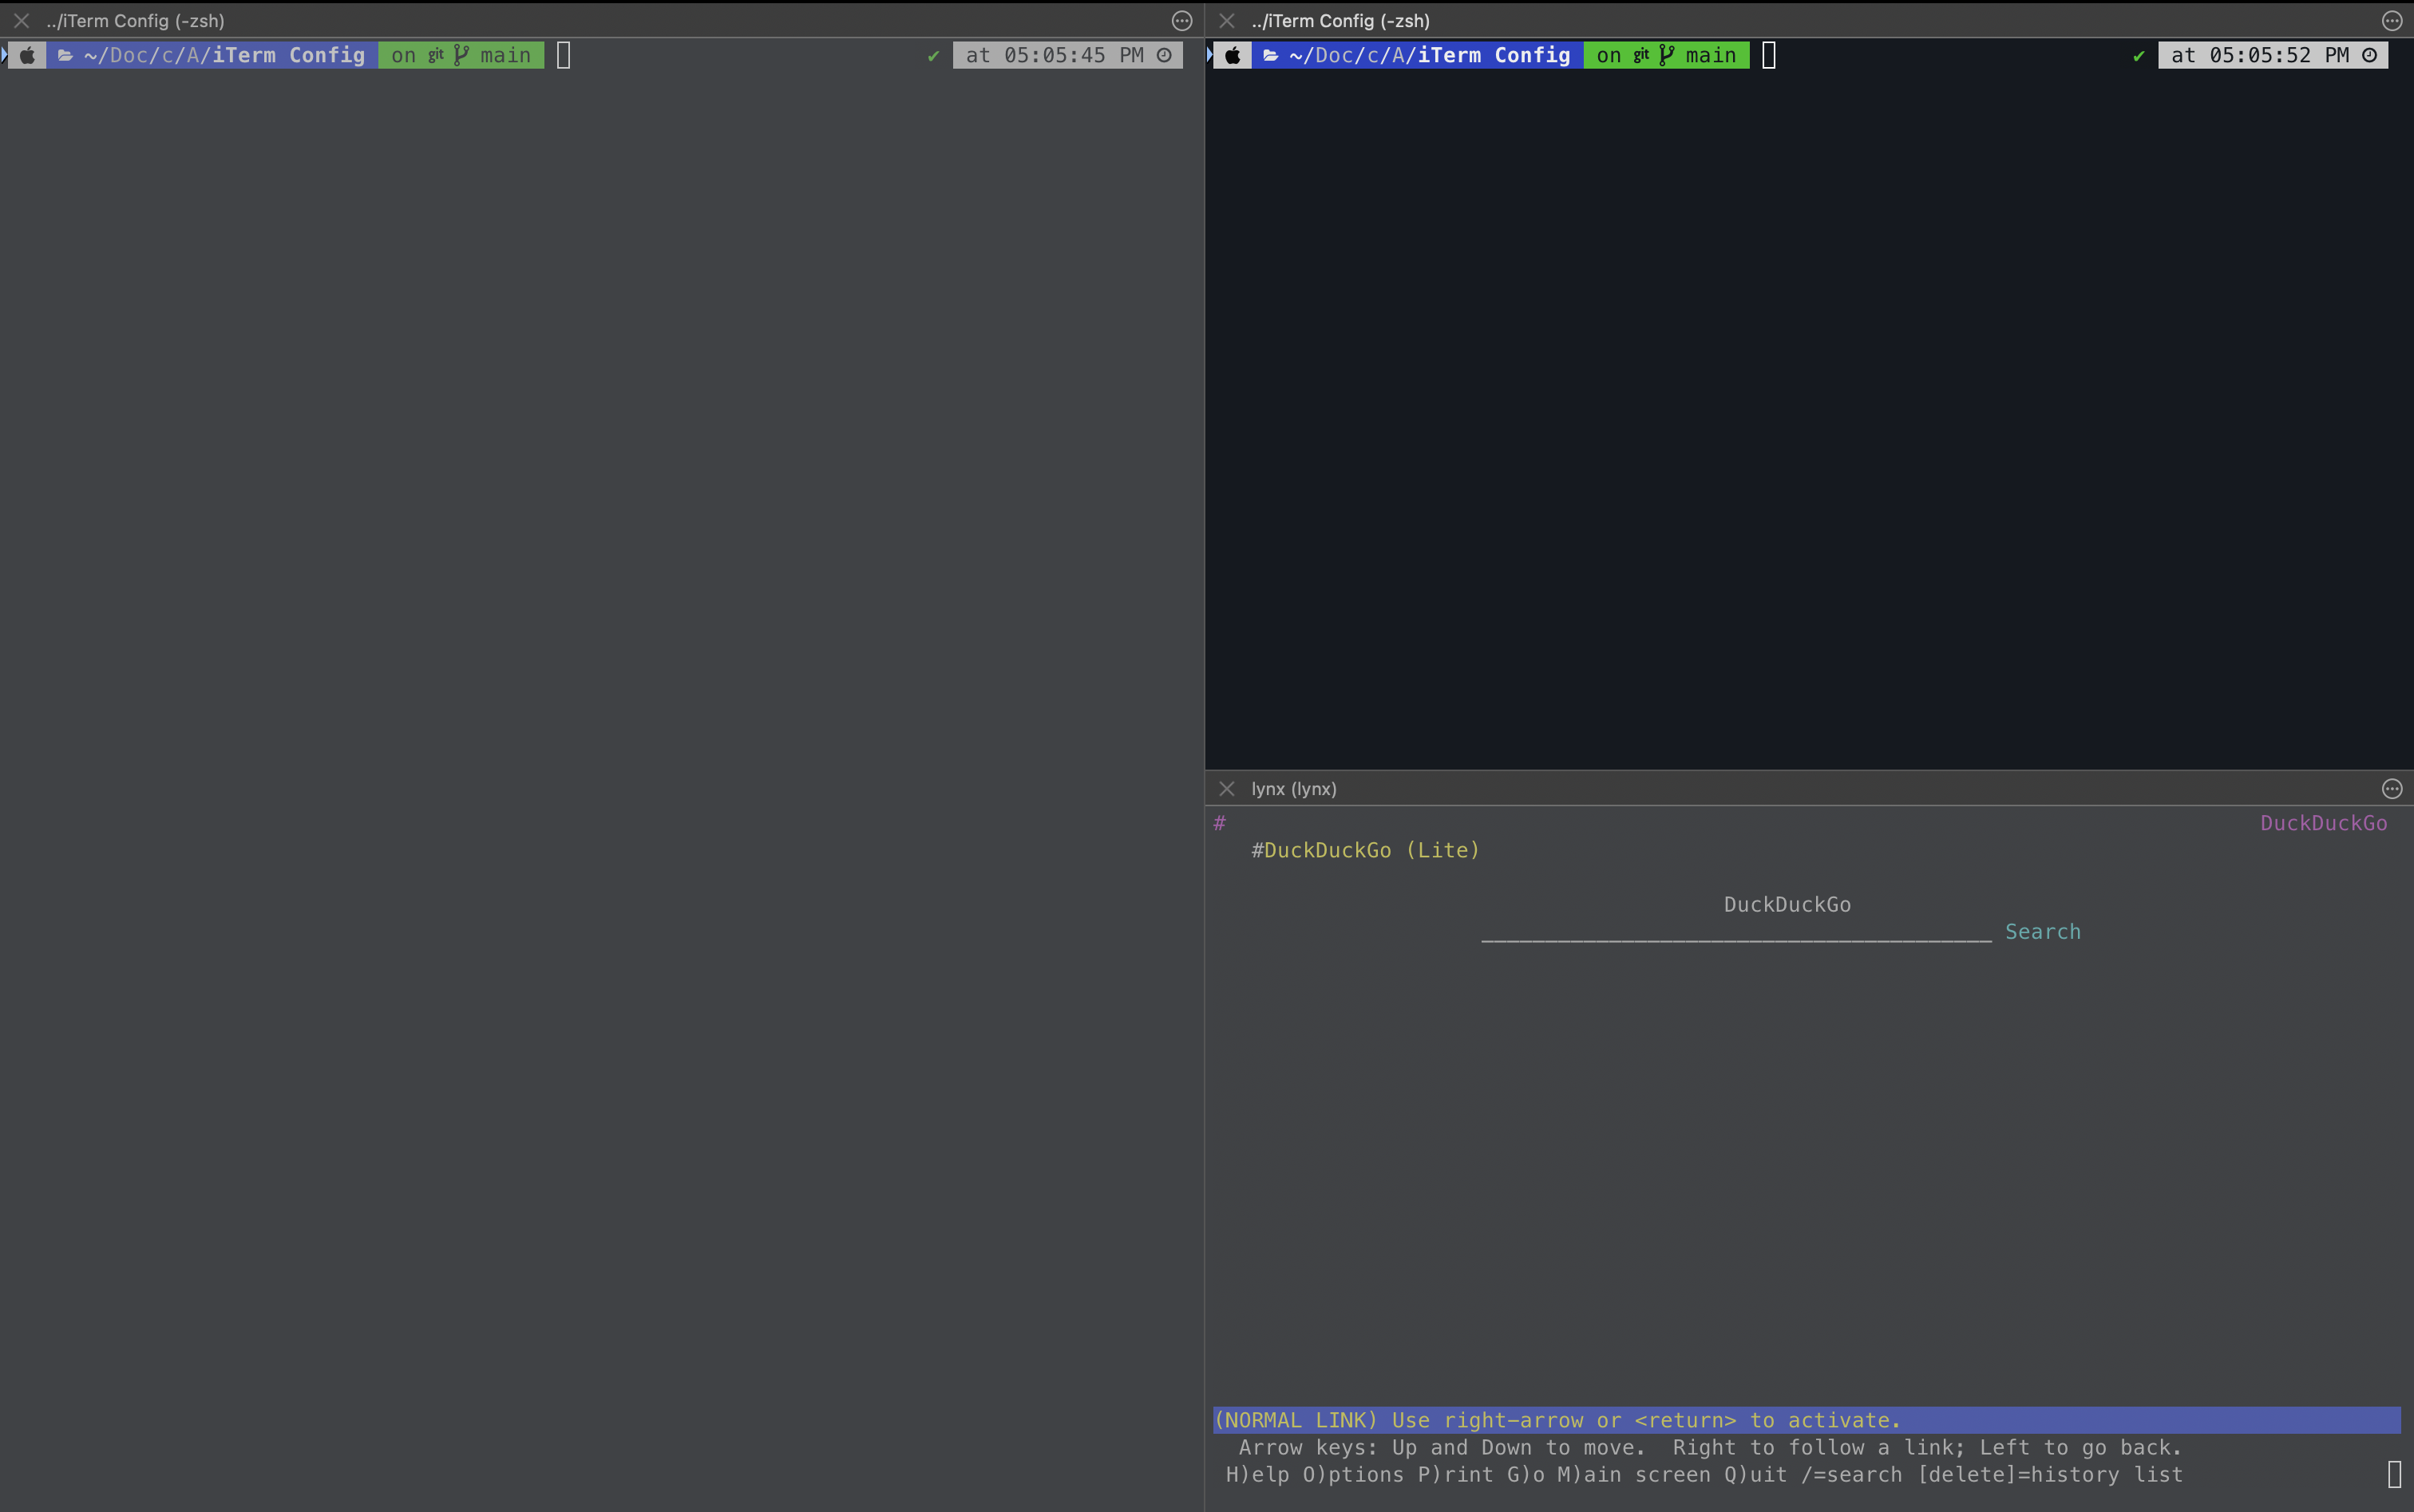 ../iTerm Config (-zsh)
~/Doc/c/A/iTerm Config on git main ✔ at 05:05:45 PM
../iTerm Config (-zsh)
~/Doc/c/A/iTerm Config on git main ✔ at 05:05:52 PM
lynx (lynx)
# DuckDuckGo
#DuckDuckGo (Lite)
DuckDuckGo
________________________________________ Search
(NORMAL LINK) Use right-arrow or <return> to activate.
Arrow keys: Up and Down to move. Right to follow a link; Left to go back.
H)elp O)ptions P)rint G)o M)ain screen Q)uit /=search [delete]=history list